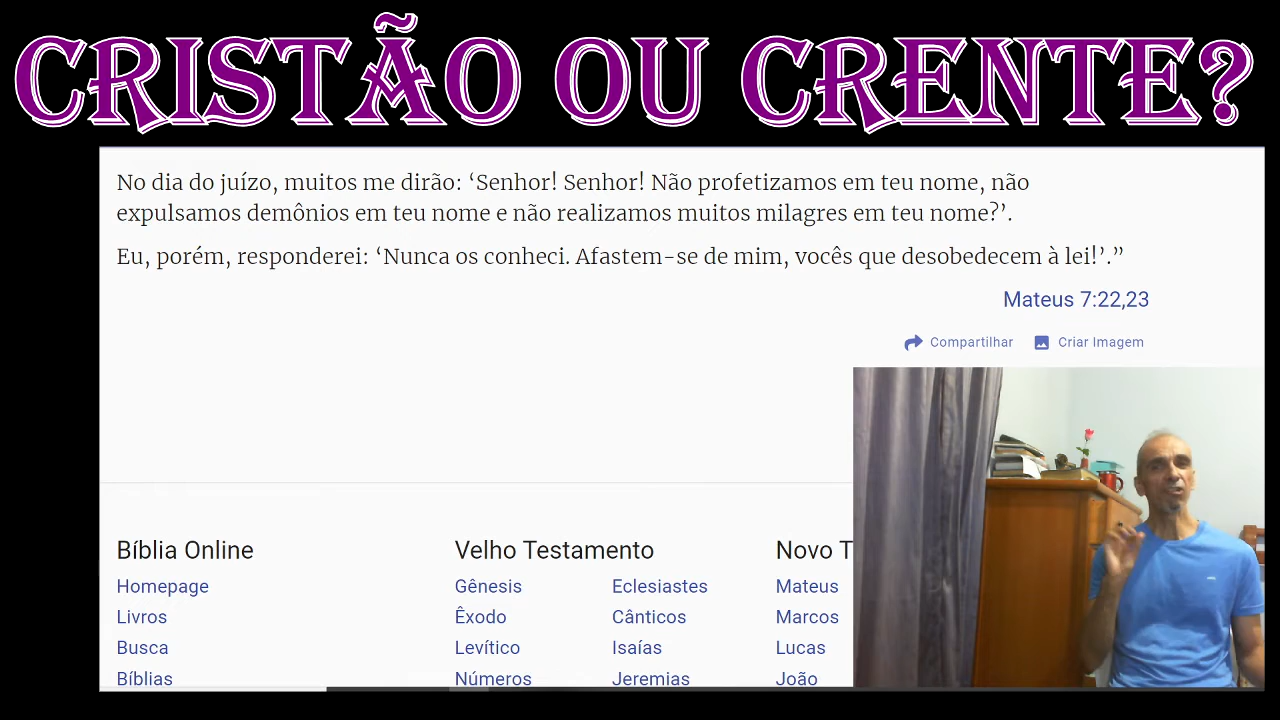 CRISTÃO OU CRENTE?
No dia do juízo, muitos me dirão: ‘Senhor! Senhor! Não profetizamos em teu nome, não
expulsamos demônios em teu nome e não realizamos muitos milagres em teu nome?’.
Eu, porém, responderei: ‘Nunca os conheci. Afastem-se de mim, vocês que desobedecem à lei!’.”
Mateus 7:22,23
Compartilhar Criar Imagem
Bíblia Online Velho Testamento Novo T
Homepage Gênesis Eclesiastes Mateus
Livros Êxodo Cânticos Marcos
Busca Levítico Isaías Lucas
Bíblias Números Jeremias João